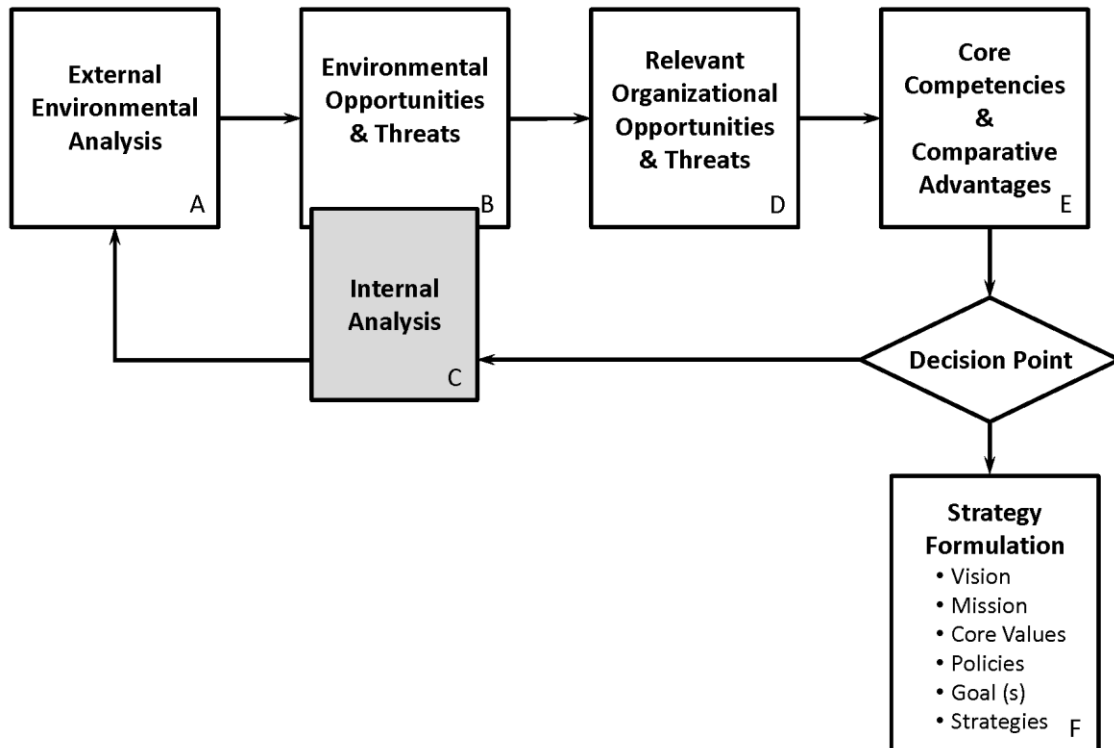 External
Environmental
Analysis
A
Environmental
Opportunities
& Threats
B
Relevant
Organizational
Opportunities
& Threats
D
Core
Competencies
&
Comparative
Advantages
E
Internal
Analysis
C
Decision Point
Strategy
Formulation
• Vision
• Mission
• Core Values
• Policies
• Goal (s)
• Strategies
F